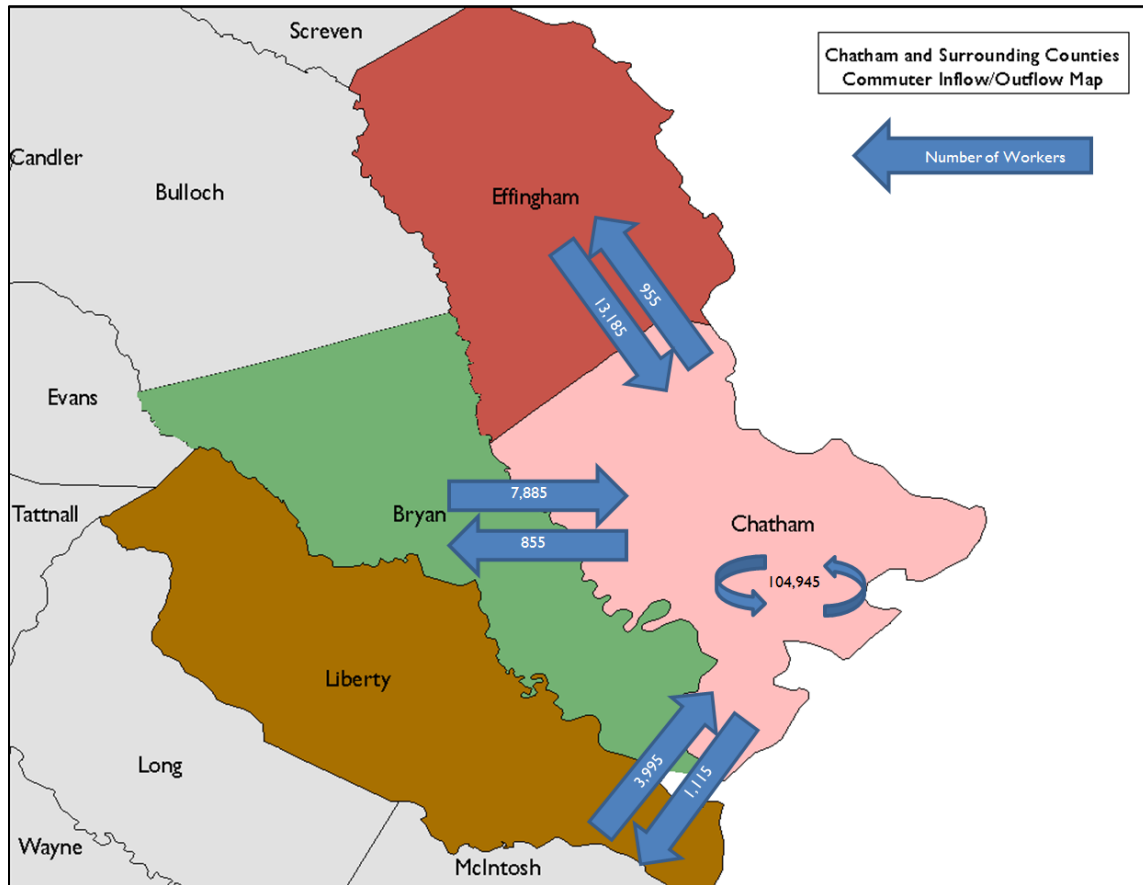 Screven
Chatham and Surrounding Counties
Commuter Inflow/Outflow Map
Number of Workers
Candler
Bulloch
Effingham
955
13,185
Evans
7,885
Tattnall
Bryan
Chatham
855
104,945
Liberty
3,995
1,115
Long
Wayne
McIntosh